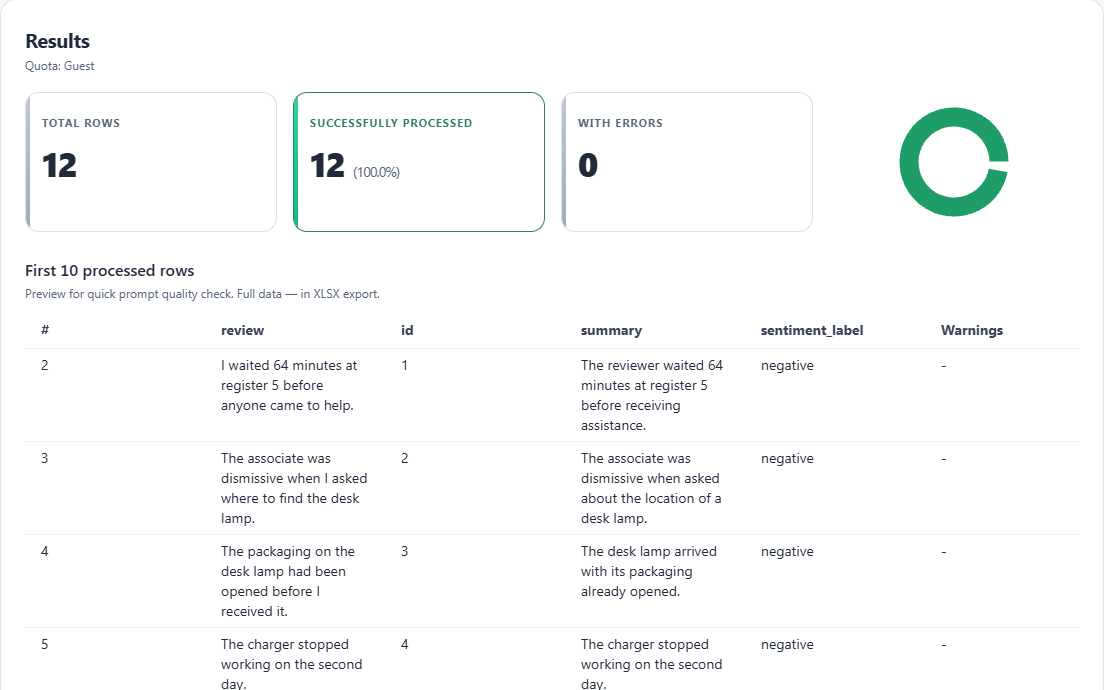 Results
Quota: Guest
TOTAL ROWS
12
SUCCESSFULLY PROCESSED
12 (100.0%)
WITH ERRORS
0
First 10 processed rows
Preview for quick prompt quality check. Full data — in XLSX export.
# review id summary sentiment_label Warnings
2 I waited 64 minutes at 1 The reviewer waited 64 negative -
register 5 before minutes at register 5
anyone came to help. before receiving
assistance.
3 The associate was 2 The associate was negative -
dismissive when I asked dismissive when asked
where to find the desk about the location of a
lamp. desk lamp.
4 The packaging on the 3 The desk lamp arrived negative -
desk lamp had been with its packaging
opened before I already opened.
received it.
5 The charger stopped 4 The charger stopped negative -
working on the second working on the second
day. day.